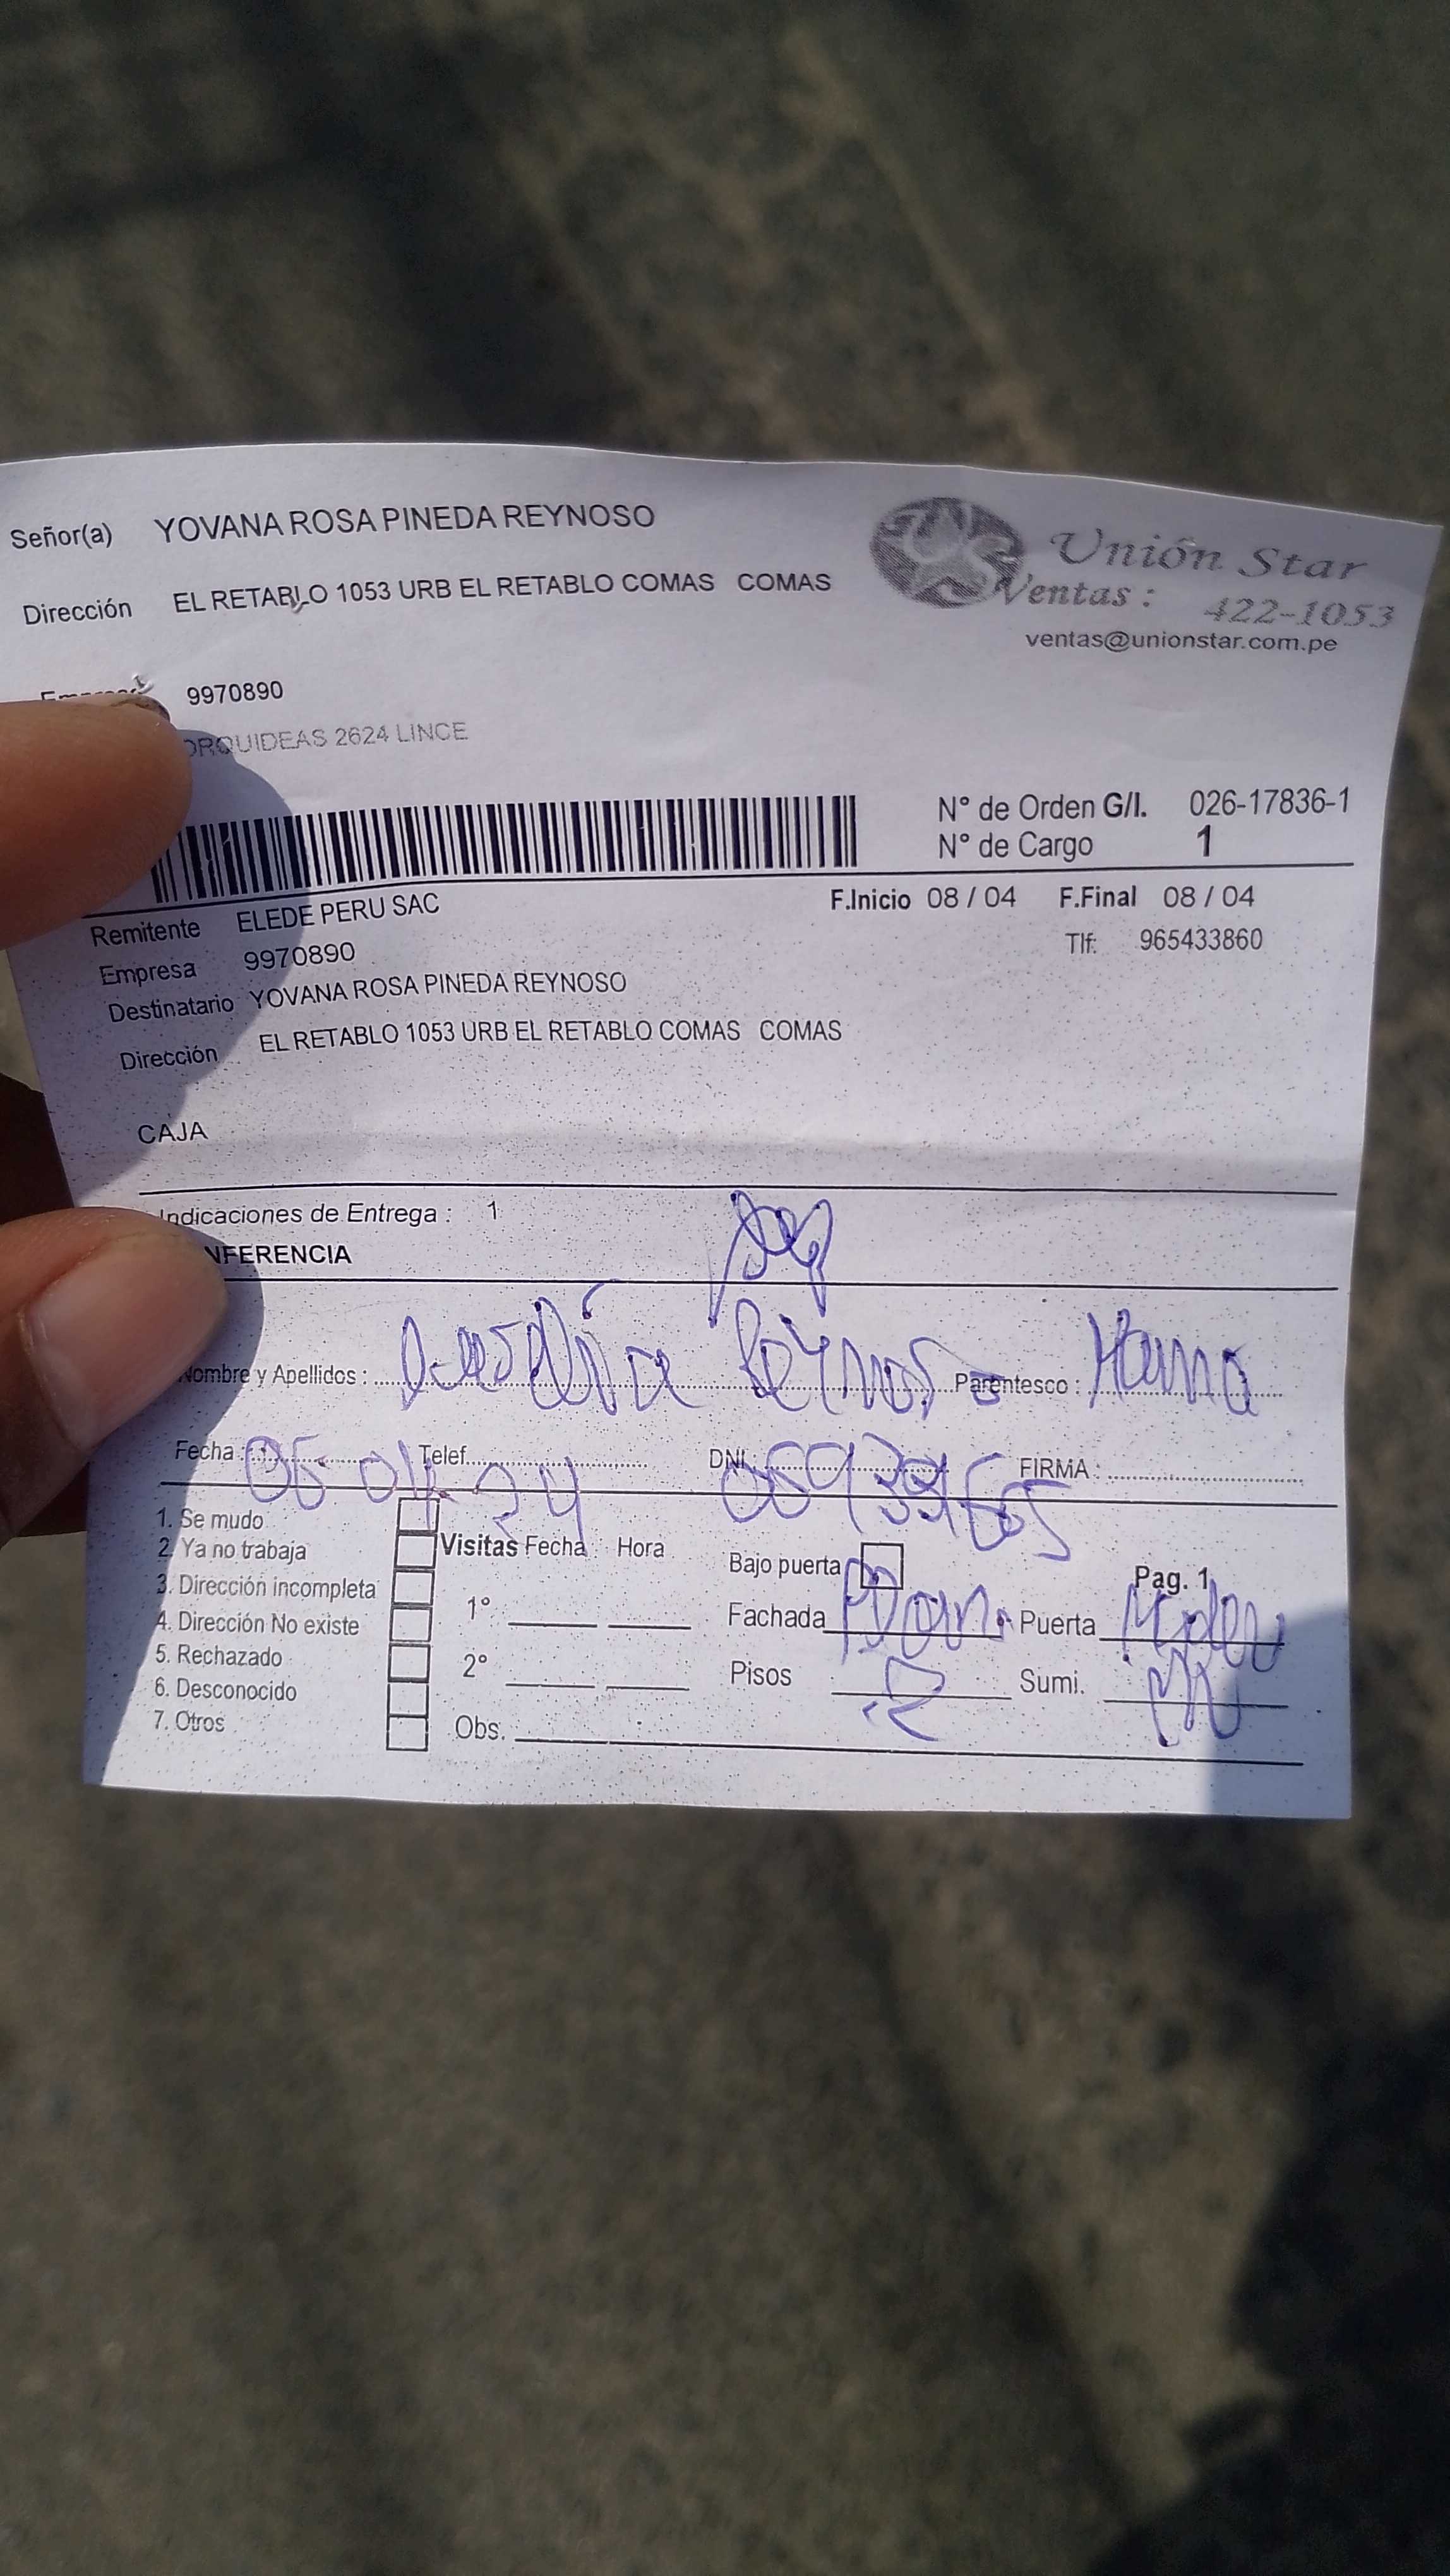 Señor(a) YOVANA ROSA PINEDA REYNOSO
Unión Star
Dirección EL RETABLO 1053 URB EL RETABLO COMAS COMAS
Ventas : 422-1053
ventas@unionstar.com.pe
9970890
ORQUIDEAS 2624 LINCE
N° de Orden G/I. 026-17836-1
N° de Cargo 1
Remitente ELEDE PERU SAC
F.Inicio 08 / 04 F.Final 08 / 04
Empresa 9970890
Tlf: 965433860
Destinatario YOVANA ROSA PINEDA REYNOSO
Dirección EL RETABLO 1053 URB EL RETABLO COMAS COMAS
CAJA
Indicaciones de Entrega : 1
NFERENCIA
Nombre y Apellidos : Reynoso Parentesco :
Fecha : Telef. DNI : FIRMA :
1. Se mudo
2. Ya no trabaja
3. Dirección incompleta
4. Dirección No existe
5. Rechazado
6. Desconocido
7. Otros
Visitas Fecha Hora
1°
2°
Obs.
Bajo puerta
Pag. 1
Fachada Puerta
Pisos 2 Sumi.